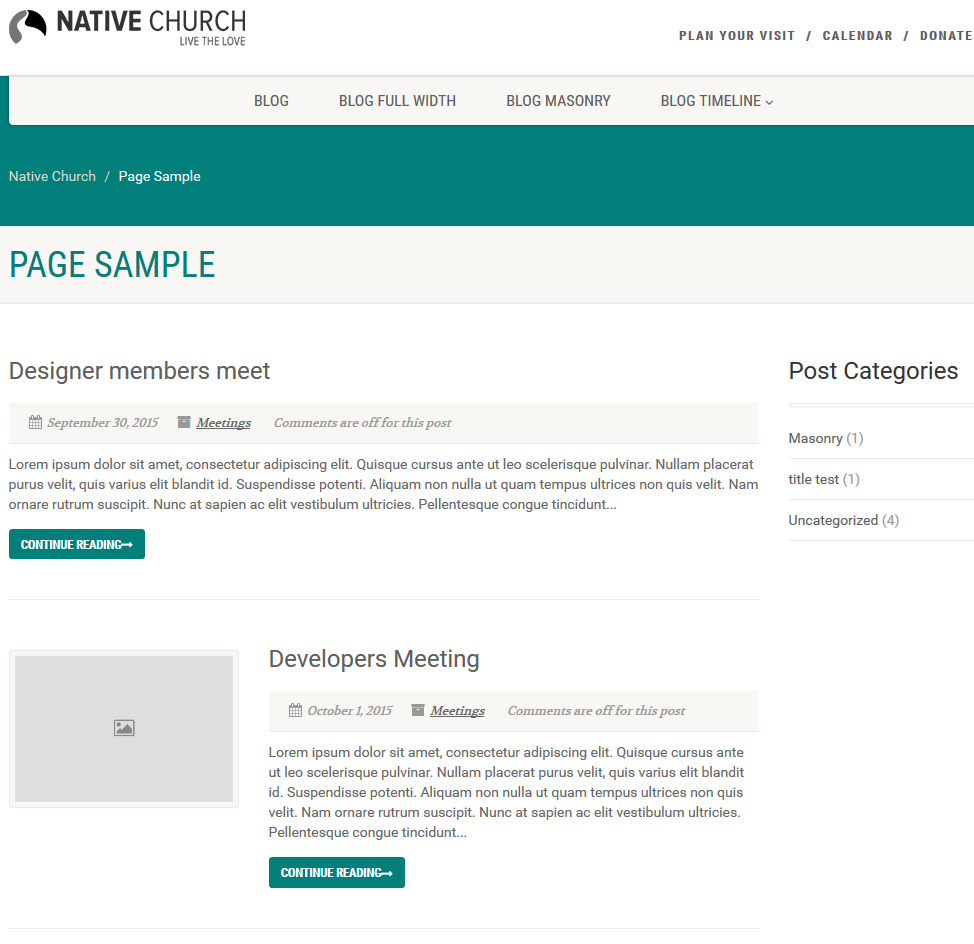 NATIVE CHURCH
LIVE THE LOVE
PLAN YOUR VISIT / CALENDAR / DONATE
BLOG BLOG FULL WIDTH BLOG MASONRY BLOG TIMELINE
Native Church / Page Sample
PAGE SAMPLE
Designer members meet
September 30, 2015 Meetings Comments are off for this post
Lorem ipsum dolor sit amet, consectetur adipiscing elit. Quisque cursus ante ut leo scelerisque pulvinar. Nullam placerat
purus velit, quis varius elit blandit id. Suspendisse potenti. Aliquam non nulla ut quam tempus ultrices non quis velit. Nam
ornare rutrum suscipit. Nunc at sapien ac elit vestibulum ultricies. Pellentesque congue tincidunt...
CONTINUE READING→
Developers Meeting
October 1, 2015 Meetings Comments are off for this post
Lorem ipsum dolor sit amet, consectetur adipiscing elit. Quisque cursus ante
ut leo scelerisque pulvinar. Nullam placerat purus velit, quis varius elit blandit
id. Suspendisse potenti. Aliquam non nulla ut quam tempus ultrices non quis
velit. Nam ornare rutrum suscipit. Nunc at sapien ac elit vestibulum ultricies.
Pellentesque congue tincidunt...
CONTINUE READING→
Post Categories
Masonry (1)
title test (1)
Uncategorized (4)